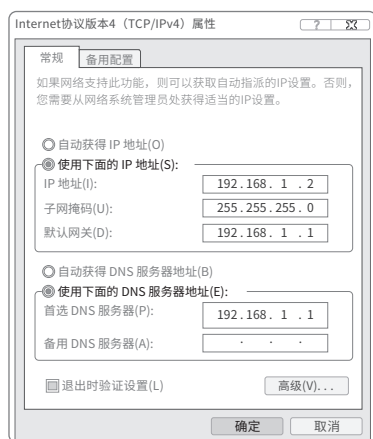 Internet协议版本4（TCP/IPv4）属性
常规 备用配置
如果网络支持此功能，则可以获取自动指派的IP设置。否则，
您需要从网络系统管理员处获得适当的IP设置。
自动获得 IP 地址(O)
使用下面的 IP 地址(S):
IP 地址(I): 192.168. 1 . 2
子网掩码(U): 255.255.255. 0
默认网关(D): 192.168. 1 . 1
自动获得 DNS 服务器地址(B)
使用下面的 DNS 服务器地址(E):
首选 DNS 服务器(P): 192.168. 1 . 1
备用 DNS 服务器(A): . . .
退出时验证设置(L) 高级(V)...
确定 取消